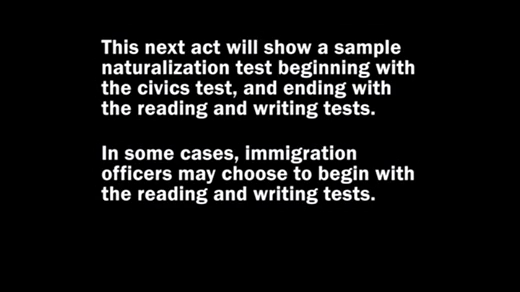 This next act will show a sample
naturalization test beginning with
the civics test, and ending with
the reading and writing tests.
In some cases, immigration
officers may choose to begin with
the reading and writing tests.